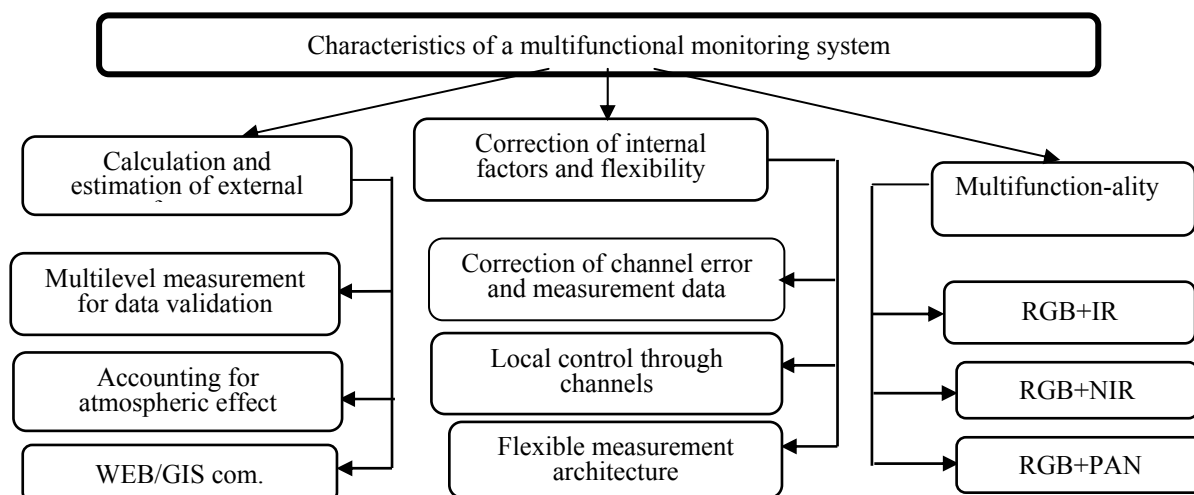 Characteristics of a multifunctional monitoring system
Calculation and
estimation of external
Multilevel measurement
for data validation
Accounting for
atmospheric effect
WEB/GIS com.
Correction of internal
factors and flexibility
Correction of channel error
and measurement data
Local control through
channels
Flexible measurement
architecture
Multifunction-ality
RGB+IR
RGB+NIR
RGB+PAN